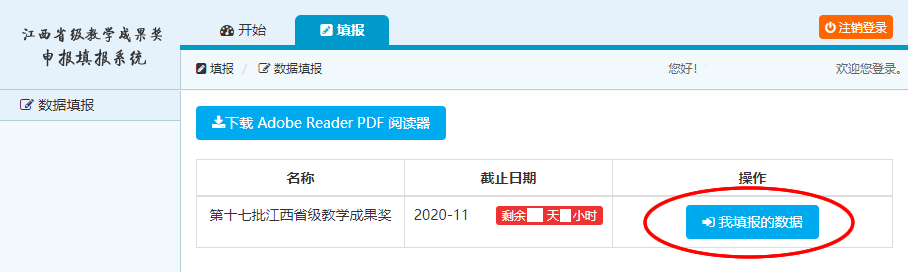 江西省级教学成果奖
申报填报系统
开始
填报
注销登录
填报 / 数据填报
您好！
欢迎您登录。
数据填报
下载 Adobe Reader PDF 阅读器
名称 截止日期 操作
第十七批江西省级教学成果奖 2020-11 剩余 天 小时 我填报的数据